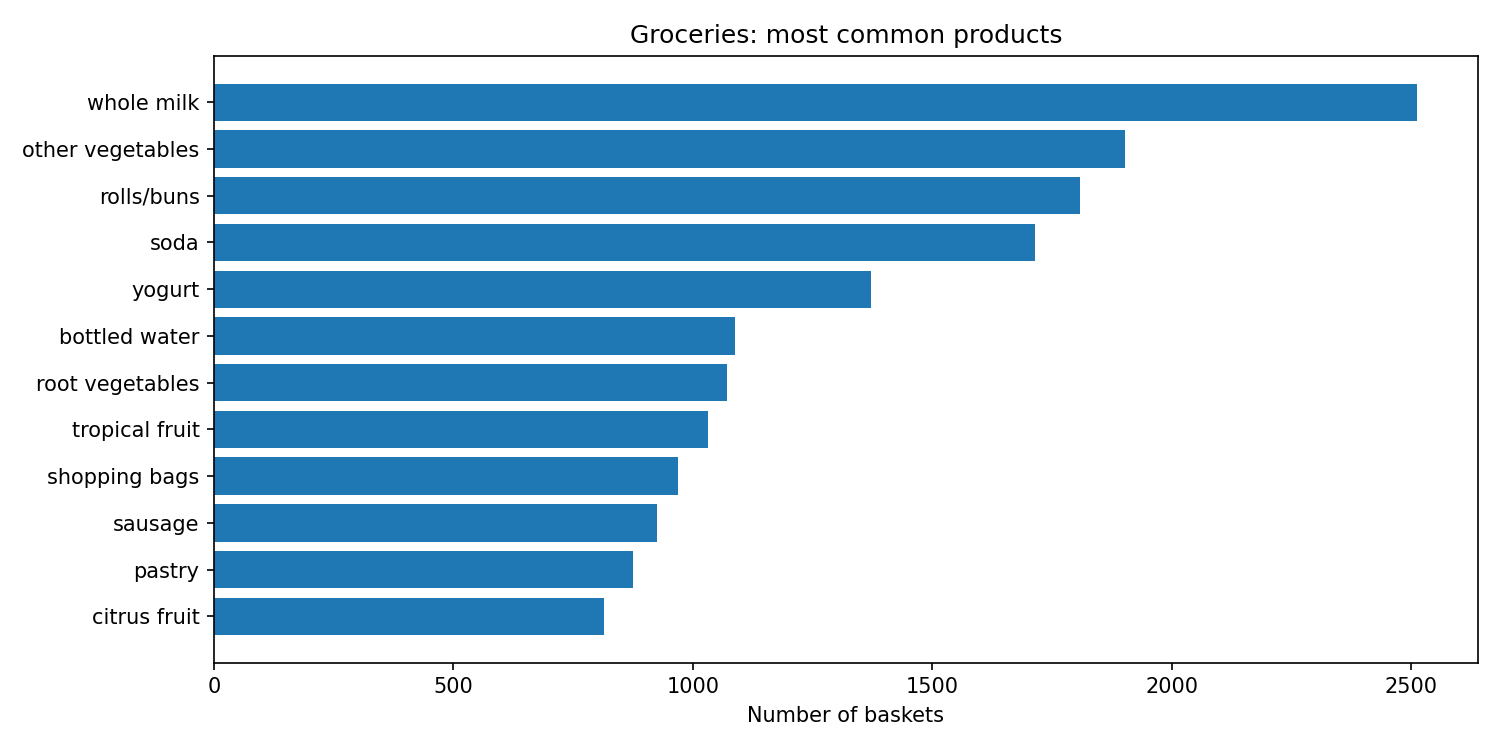 Groceries: most common products
whole milk
other vegetables
rolls/buns
soda
yogurt
bottled water
root vegetables
tropical fruit
shopping bags
sausage
pastry
citrus fruit
0 500 1000 1500 2000 2500
Number of baskets